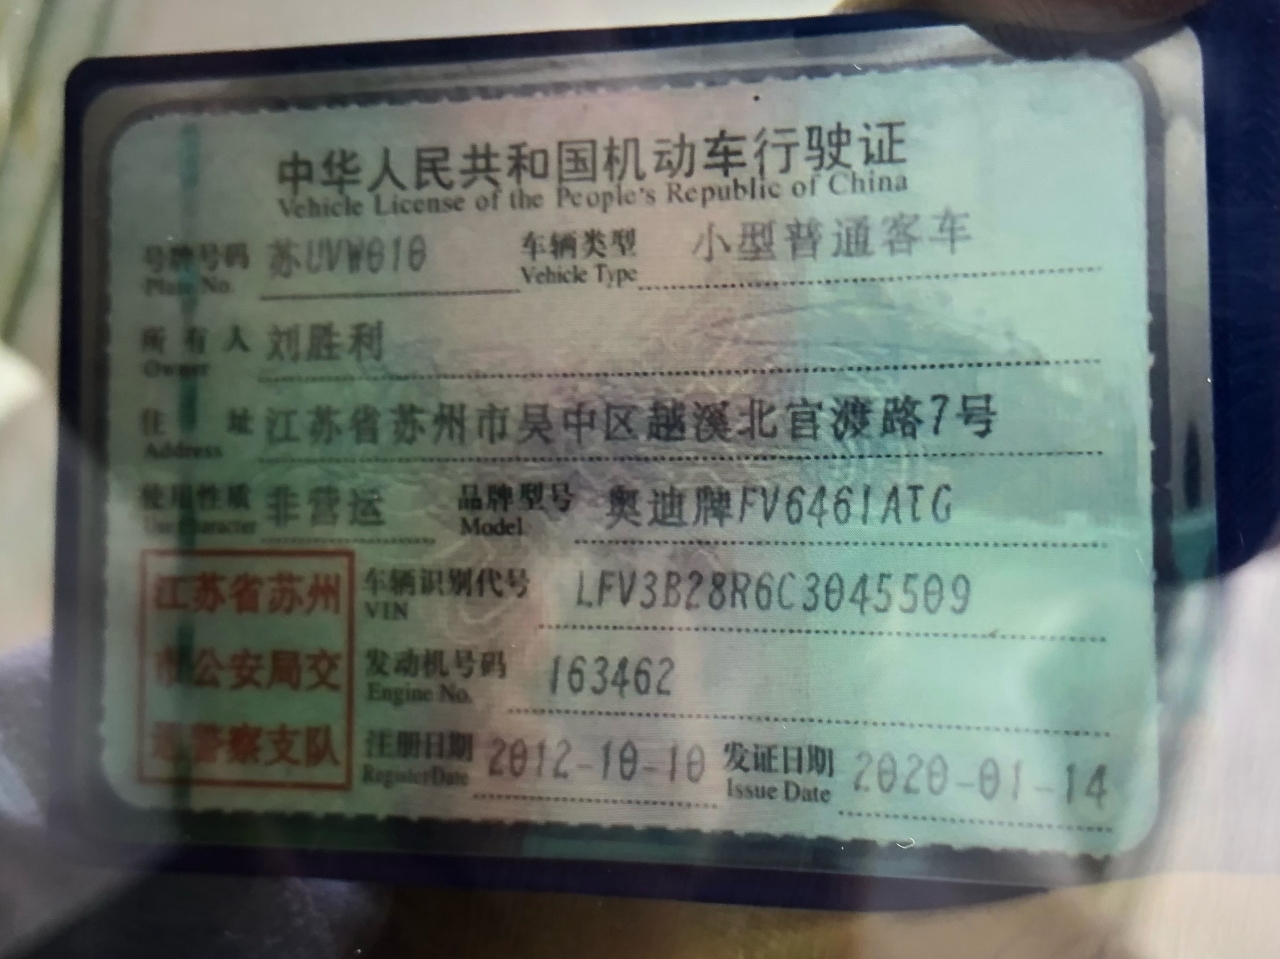 中华人民共和国机动车行驶证
Vehicle License of the People's Republic of China
号牌号码 苏UVW010 车辆类型 小型普通客车
Plate No. Vehicle Type
所有人 刘胜利
Owner
住址 江苏省苏州市吴中区越溪北官渡路7号
Address
使用性质 非营运 品牌型号 奥迪牌FV6461ATG
Use Character Model
江苏省苏州
市公安局交
通警察支队
车辆识别代号 LFV3B28R6C3045509
VIN
发动机号码 163462
Engine No.
注册日期 2012-10-10 发证日期 2020-01-14
Register Date Issue Date